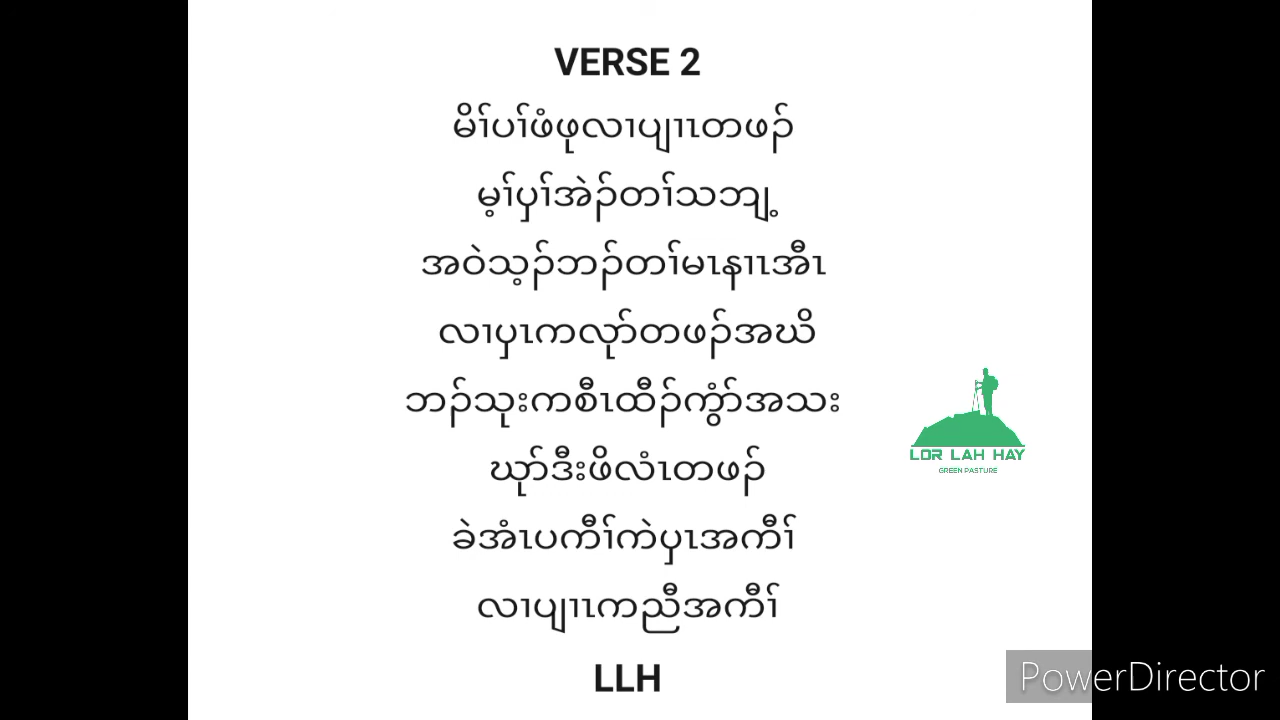 VERSE 2
မိၢ်ပၢ်ဖံဖုလၢပျၢၤတဖၣ်
မ့ၢ်ပှၢ်အဲၣ်တၢ်သဘျ့
အဝဲသ့ၣ်ဘၣ်တၢ်မၤနၢၤအီၤ
လၢပှၤကလုာ်တဖၣ်အဃိ
ဘၣ်သုးကစီၤထီၣ်ကွံာ်အသး
ဃုာ်ဒီးဖိလံၤတဖၣ်
ခဲအံၤပကီၢ်ကဲပှၤအကီၢ်
လၢပျၢၤကညီအကီၢ်
LLH
LOR LAH HAY
GREEN PASTURE
PowerDirector